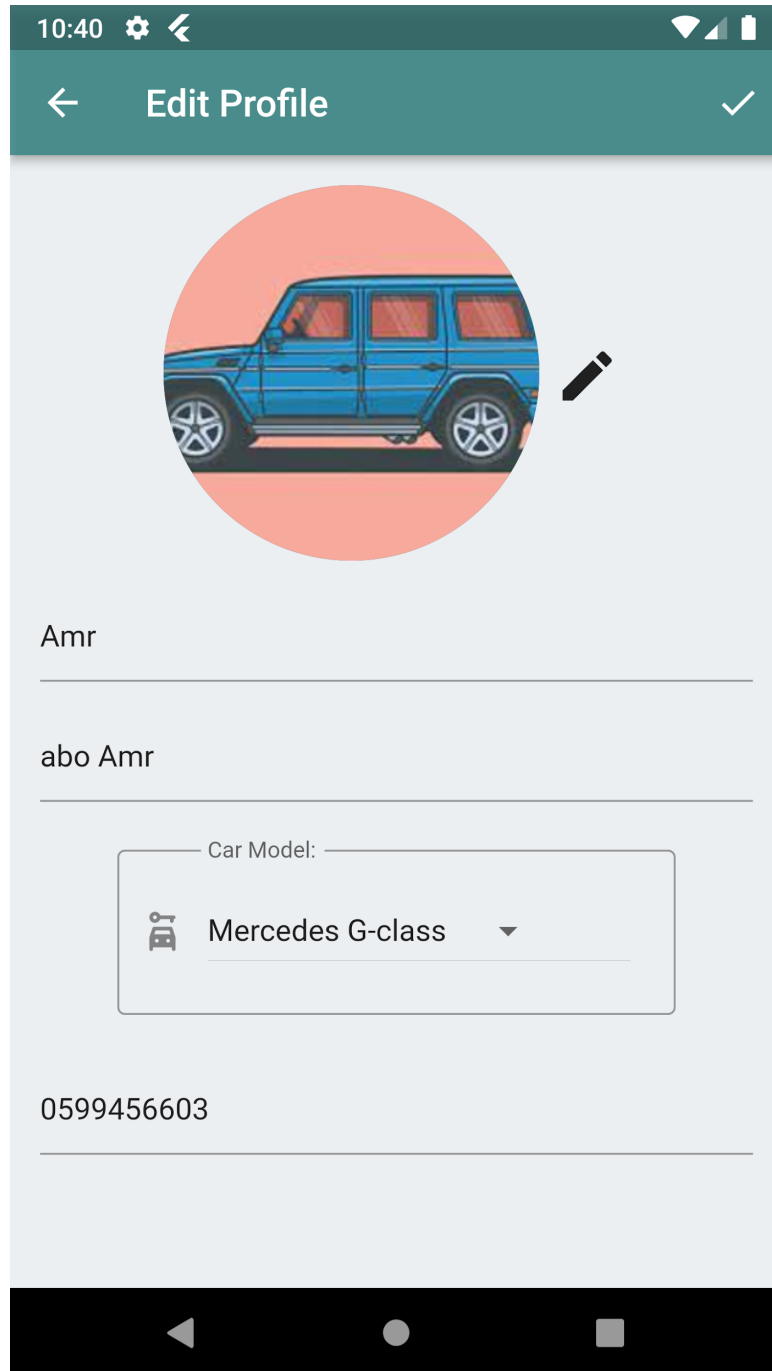 10:40
Edit Profile
Amr
abo Amr
Car Model:
Mercedes G-class
0599456603